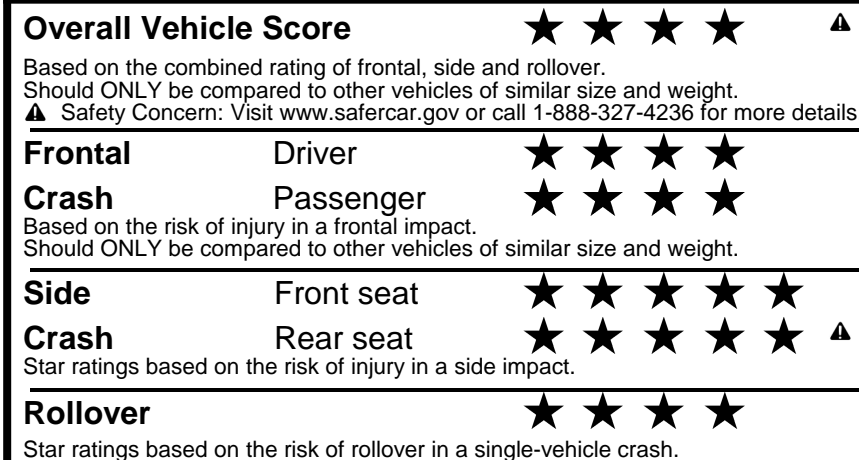 Overall Vehicle Score ★ ★ ★ ★ ⚠
Based on the combined rating of frontal, side and rollover.
Should ONLY be compared to other vehicles of similar size and weight.
⚠ Safety Concern: Visit www.safercar.gov or call 1-888-327-4236 for more details
Frontal Driver ★ ★ ★ ★
Crash Passenger ★ ★ ★ ★
Based on the risk of injury in a frontal impact.
Should ONLY be compared to other vehicles of similar size and weight.
Side Front seat ★ ★ ★ ★ ★
Crash Rear seat ★ ★ ★ ★ ★ ⚠
Star ratings based on the risk of injury in a side impact.
Rollover ★ ★ ★ ★
Star ratings based on the risk of rollover in a single-vehicle crash.